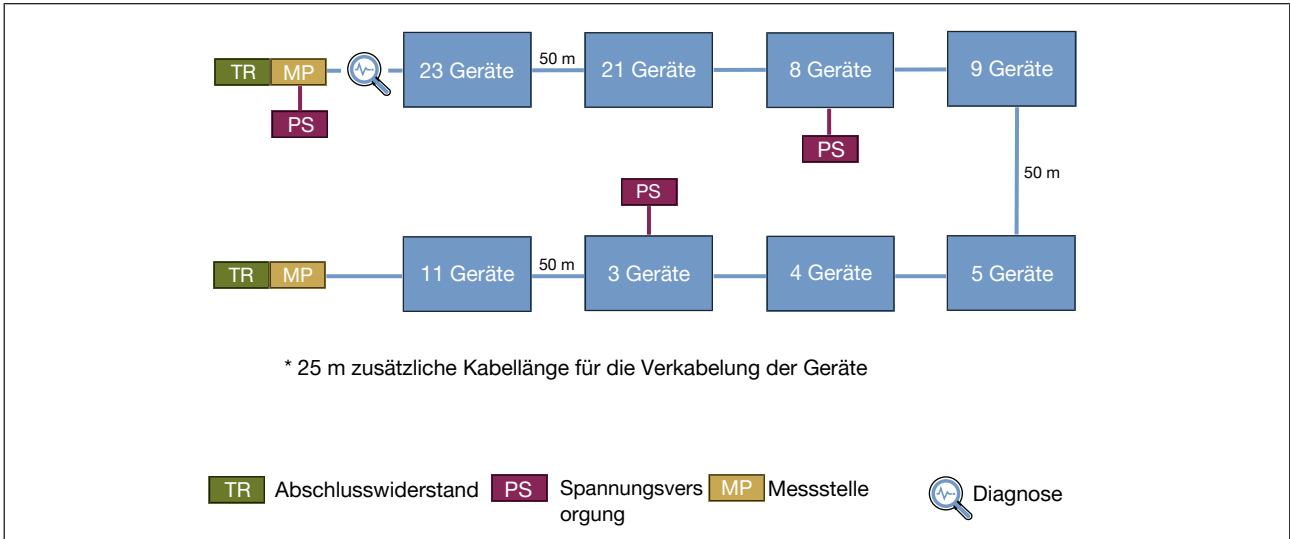 TR MP
23 Geräte
50 m
21 Geräte
8 Geräte
9 Geräte
PS
PS
50 m
PS
TR MP
11 Geräte
50 m
3 Geräte
4 Geräte
5 Geräte
* 25 m zusätzliche Kabellänge für die Verkabelung der Geräte
TR Abschlusswiderstand
PS Spannungsvers
orgung
MP Messstelle
Diagnose